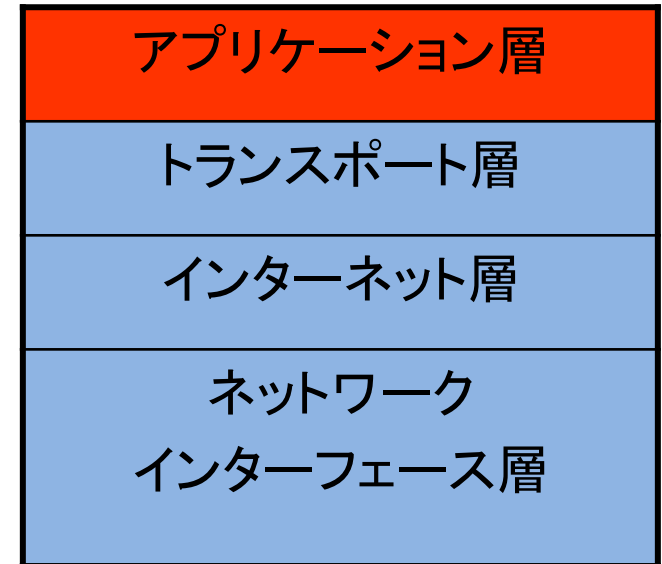 アプリケーション層
トランスポート層
インターネット層
ネットワーク
インターフェース層